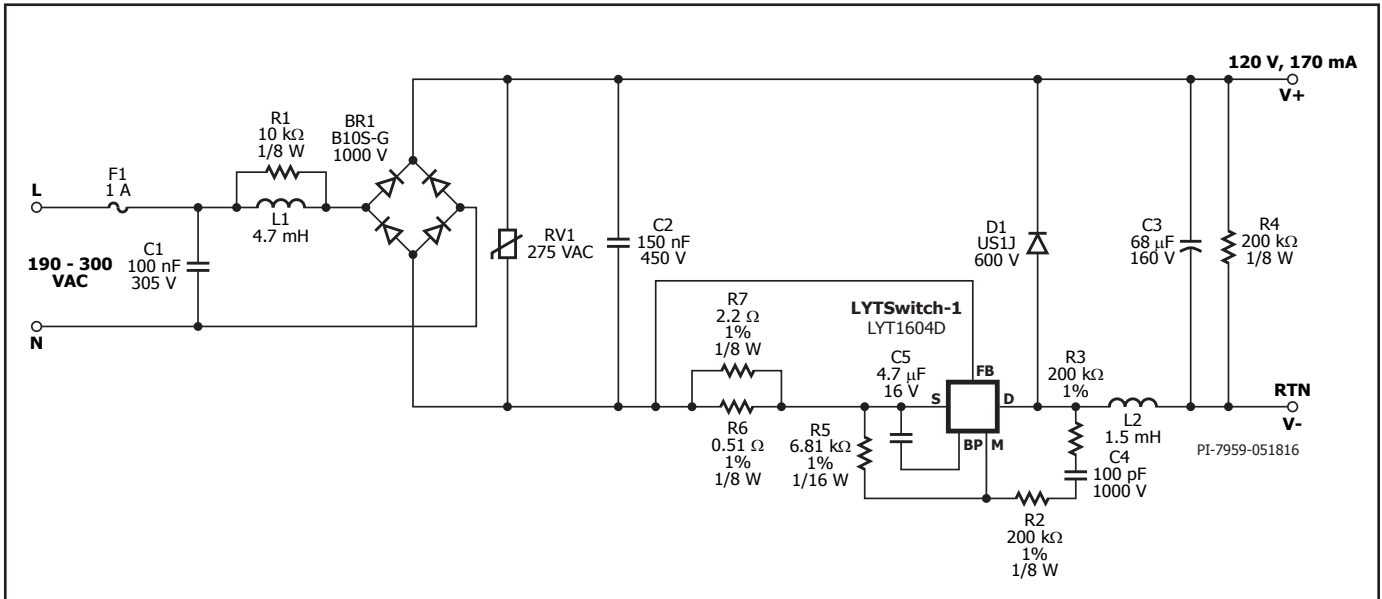 120 V, 170 mA
V+
R1
10 kΩ
1/8 W
BR1
B10S-G
1000 V
F1
1 A
L
L1
4.7 mH
C1
100 nF
305 V
190 - 300
VAC
N
RV1
275 VAC
C2
150 nF
450 V
D1
US1J
600 V
C3
68 μF
160 V
R4
200 kΩ
1/8 W
R7
2.2 Ω
1%
1/8 W
R6
0.51 Ω
1%
1/8 W
LYTSwitch-1
LYT1604D
C5
4.7 μF
16 V
FB
S
D
BP
M
R5
6.81 kΩ
1%
1/16 W
R3
200 kΩ
1%
L2
1.5 mH
RTN
V-
C4
100 pF
1000 V
R2
200 kΩ
1%
1/8 W
PI-7959-051816